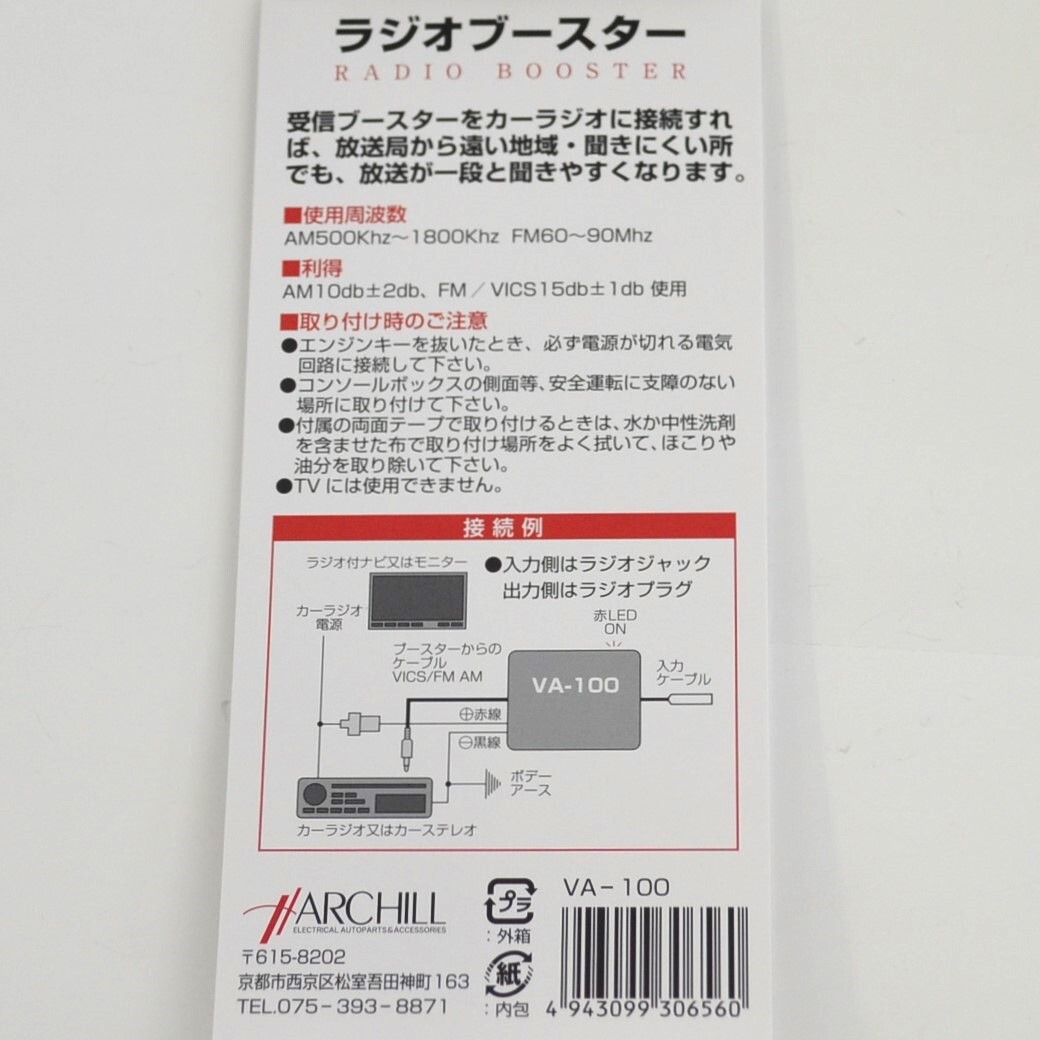 ラジオブースター
RADIO BOOSTER
受信ブースターをカーラジオに接続すれ
ば、放送局から遠い地域・聞きにくい所
でも、放送が一段と聞きやすくなります。
■使用周波数
AM500Khz～1800Khz FM60～90Mhz
■利得
AM10db±2db、FM／VICS15db±1db 使用
■取り付け時のご注意
●エンジンキーを抜いたとき、必ず電源が切れる電気
回路に接続して下さい。
●コンソールボックスの側面等、安全運転に支障のない
場所に取り付けて下さい。
●付属の両面テープで取り付けるときは、水か中性洗剤
を含ませた布で取り付け場所をよく拭いて、ほこりや
油分を取り除いて下さい。
●TVには使用できません。
接続例
ラジオ付ナビ又はモニター
●入力側はラジオジャック
出力側はラジオプラグ
カーラジオ
電源
赤LED
ON
ブースターからの
ケーブル
VICS/FM AM
VA-100
入力
ケーブル
⊕赤線
⊖黒線
ボデー
アース
カーラジオ又はカーステレオ
HARCHILL
ELECTRICAL AUTOPARTS&ACCESSORIES
〒615-8202
京都市西京区松室吾田神町163
TEL.075-393-8871
プラ
：外箱
紙
：内包
VA-100
4 943099 306560